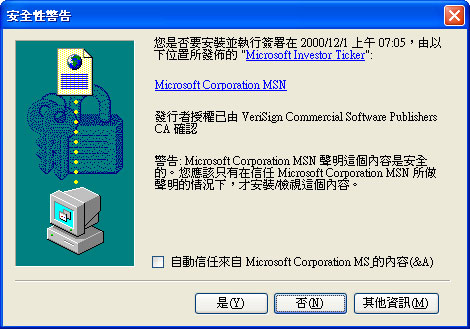 安全性警告
您是否要安裝並執行簽署在 2000/12/1 上午 07:05，由以
下位置所發佈的 "Microsoft Investor Ticker":
Microsoft Corporation MSN
發行者授權已由 VeriSign Commercial Software Publishers
CA 確認
警告: Microsoft Corporation MSN 聲明這個內容是安全
的。您應該只有在信任 Microsoft Corporation MSN 所做
聲明的情況下，才安裝/檢視這個內容。
自動信任來自 Microsoft Corporation MS_的內容(&A)
是(Y)
否(N)
其他資訊(M)